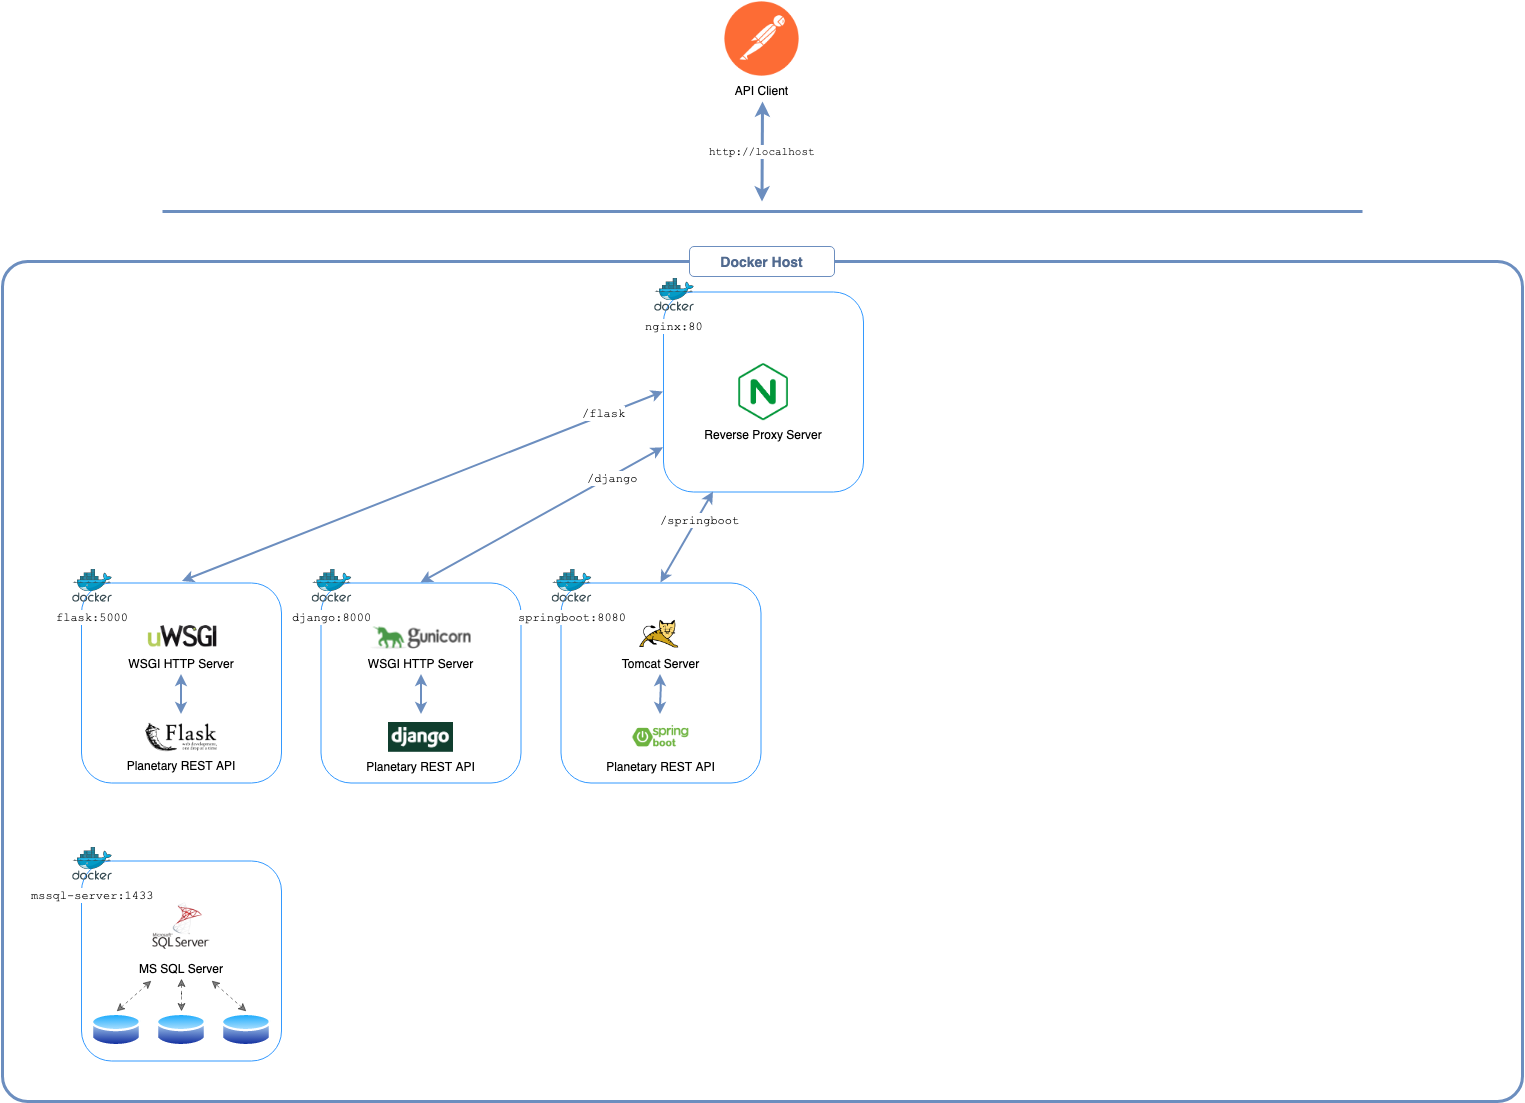 API Client
http://localhost
Docker Host
docker
nginx:80
Reverse Proxy Server
/flask
/django
/springboot
docker
flask:5000
uWSGI
WSGI HTTP Server
Flask
web development,
one drop at a time
Planetary REST API
docker
django:8000
gunicorn
WSGI HTTP Server
django
Planetary REST API
docker
springboot:8080
Tomcat Server
spring
boot
Planetary REST API
docker
mssql-server:1433
Microsoft
SQL Server
MS SQL Server